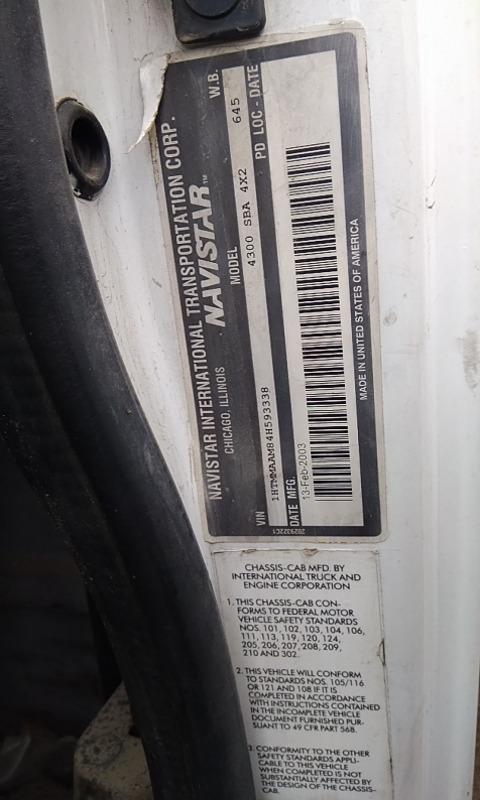 NAVISTAR INTERNATIONAL TRANSPORTATION CORP.
CHICAGO, ILLINOIS
NAVISTAR™
MODEL W.B.
4300 SBA 4X2 645
VIN PD LOC - DATE
1HTMMAAM84H593338
DATE MFG.
13-Feb-2003
MADE IN UNITED STATES OF AMERICA
2029322C1
CHASSIS-CAB MFD. BY
INTERNATIONAL TRUCK AND
ENGINE CORPORATION
1. THIS CHASSIS-CAB CON-
FORMS TO FEDERAL MOTOR
VEHICLE SAFETY STANDARDS
NOS. 101, 102, 103, 104, 106,
111, 113, 119, 120, 124,
205, 206, 207, 208, 209,
210 AND 302.
2. THIS VEHICLE WILL CONFORM
TO STANDARDS NOS. 105/116
OR 121 AND 108 IF IT IS
COMPLETED IN ACCORDANCE
WITH INSTRUCTIONS CONTAINED
IN THE INCOMPLETE VEHICLE
DOCUMENT FURNISHED PUR-
SUANT TO 49 CFR PART 568.
3. CONFORMITY TO THE OTHER
SAFETY STANDARDS APPLI-
CABLE TO THIS VEHICLE
WHEN COMPLETED IS NOT
SUBSTANTIALLY AFFECTED BY
THE DESIGN OF THE CHASSIS-
CAB.